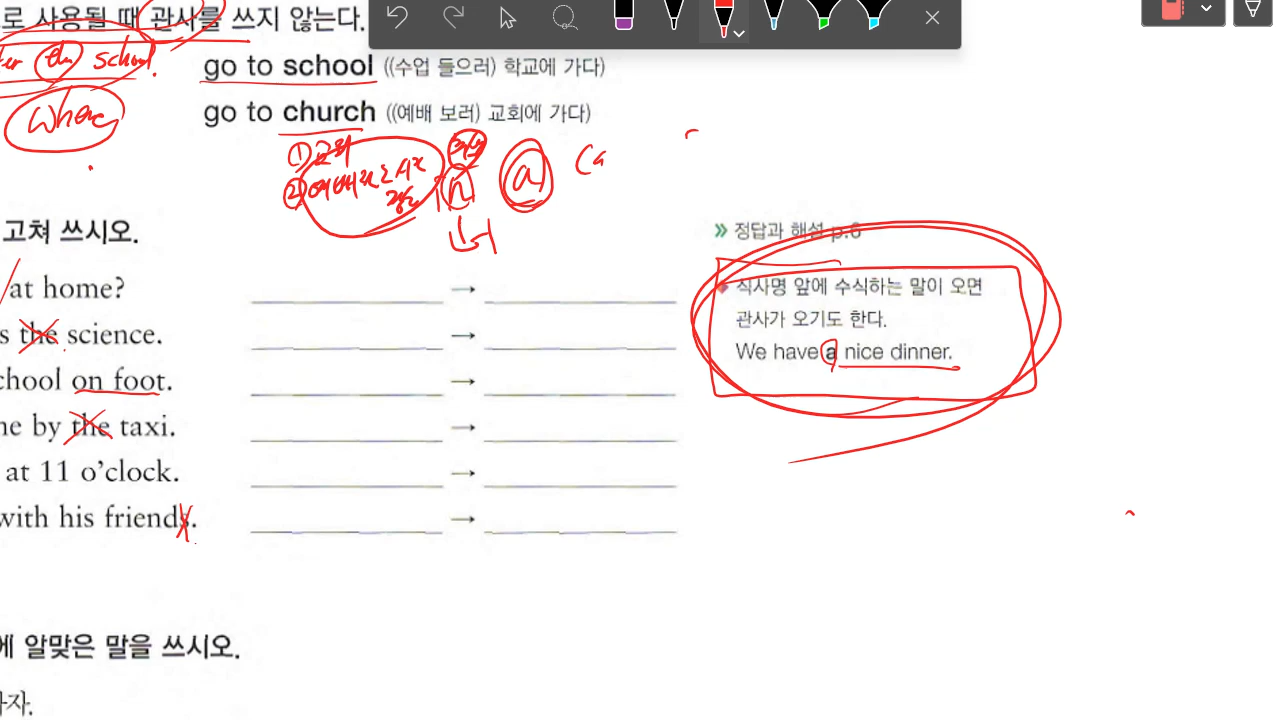 로 사용될 때 관사를 쓰지 않는다.
the school.
go to school ((수업 들으러) 학교에 가다)
go to church ((예배 보러) 교회에 가다)
① 교회
②
n
a
(a
고쳐 쓰시오.
» 정답과 해설 p.6
at home? →
직사명 앞에 수식하는 말이 오면
관사가 오기도 한다.
We have a nice dinner.
s the science. →
chool on foot. →
ne by the taxi. →
at 11 o'clock. →
with his friends. →
에 알맞은 말을 쓰시오.
가자.